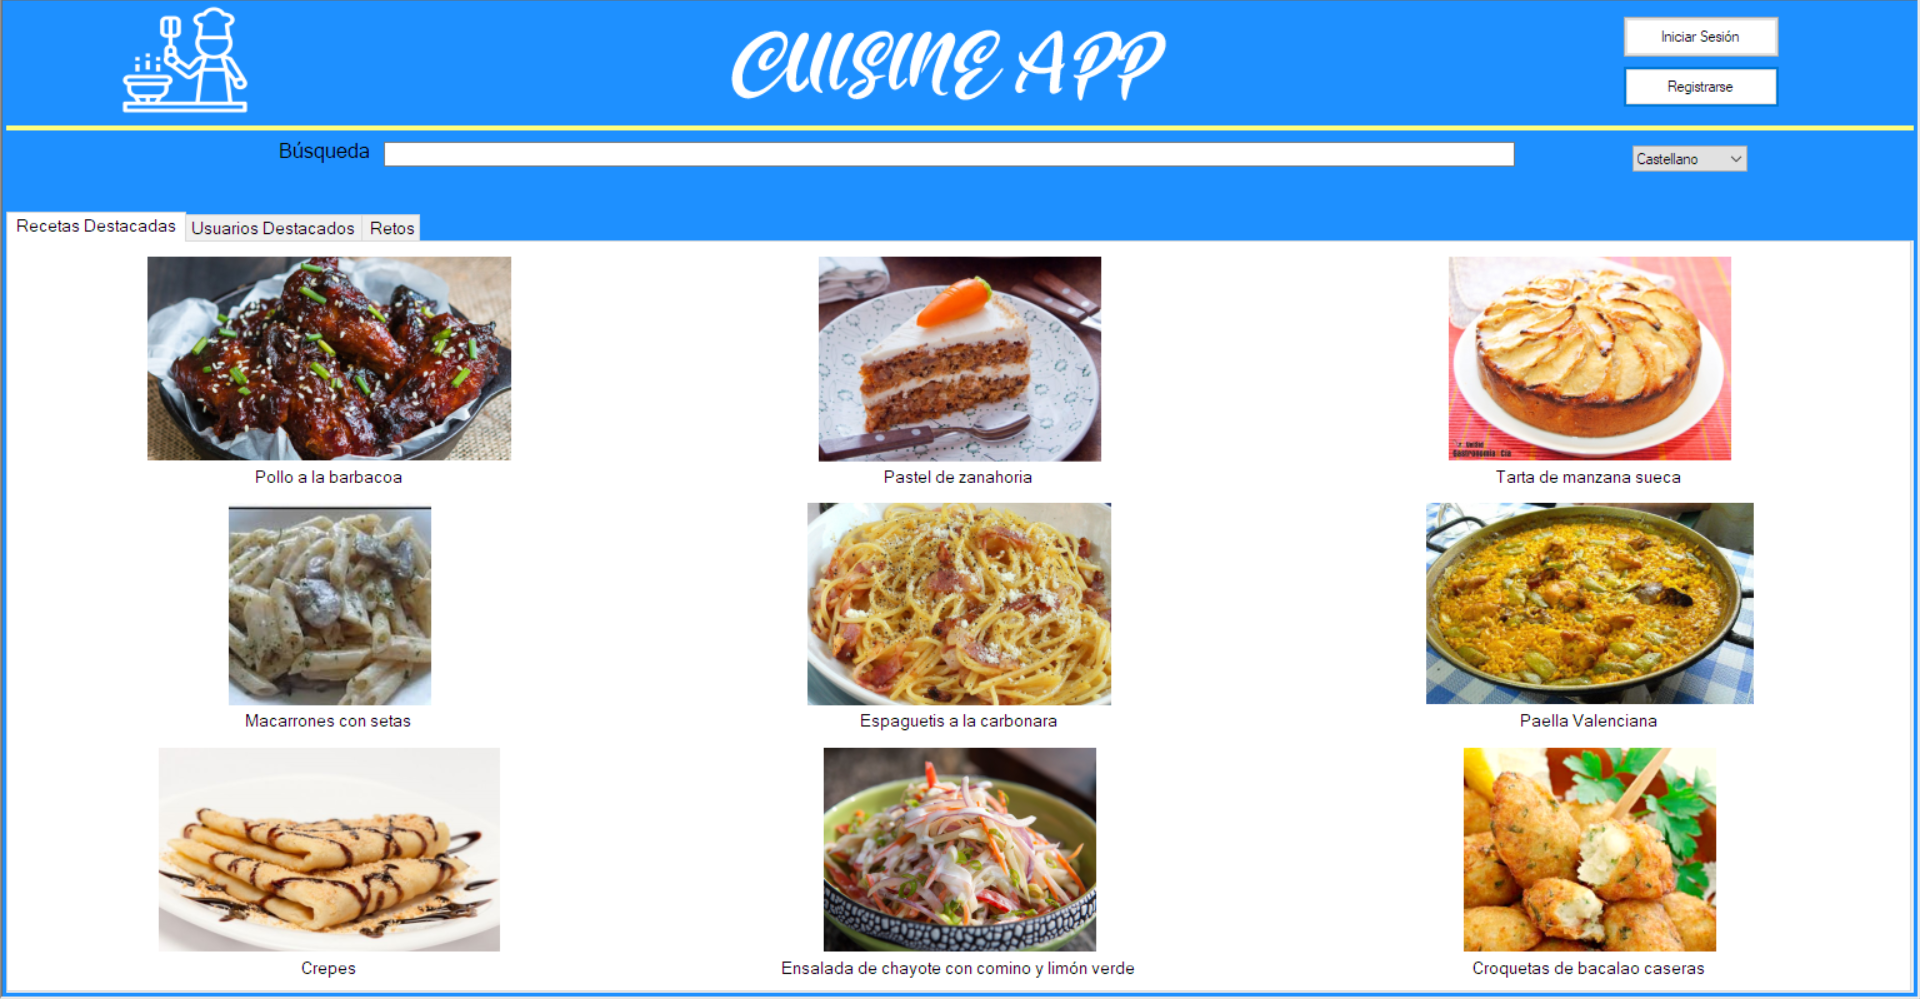 CUISINE APP
Iniciar Sesión
Registrarse
Búsqueda
Castellano
Recetas Destacadas
Usuarios Destacados
Retos
Pollo a la barbacoa
Pastel de zanahoria
Tarta de manzana sueca
Macarrones con setas
Espaguetis a la carbonara
Paella Valenciana
Crepes
Ensalada de chayote con comino y limón verde
Croquetas de bacalao caseras